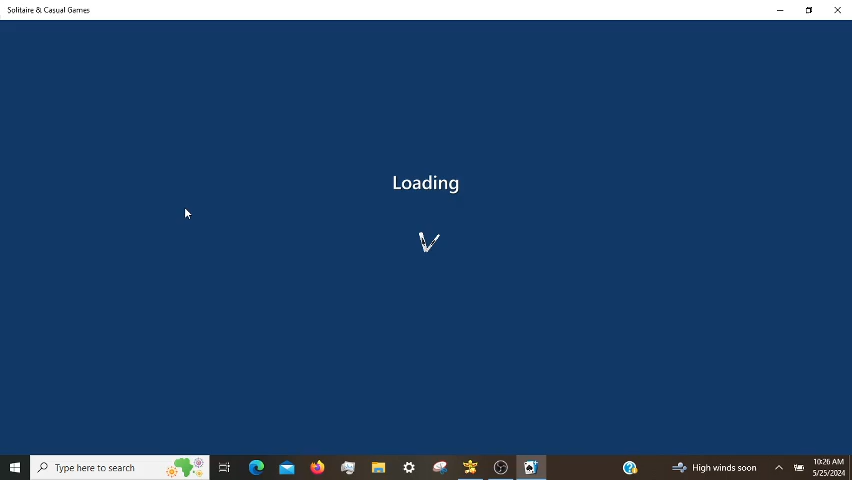 Solitaire & Casual Games
Loading
Type here to search
High winds soon
10:26 AM
5/25/2024